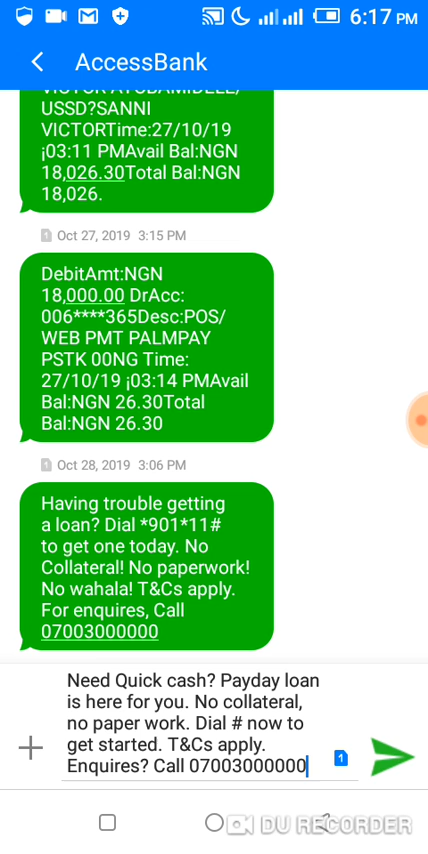 6:17 PM
AccessBank
USSD?SANNI
VICTORTime:27/10/19
¡03:11 PMAvail Bal:NGN
18,026.30Total Bal:NGN
18,026.
1 Oct 27, 2019 3:15 PM
DebitAmt:NGN
18,000.00 DrAcc:
006****365Desc:POS/
WEB PMT PALMPAY
PSTK 00NG Time:
27/10/19 ¡03:14 PMAvail
Bal:NGN 26.30Total
Bal:NGN 26.30
1 Oct 28, 2019 3:06 PM
Having trouble getting
a loan? Dial *901*11#
to get one today. No
Collateral! No paperwork!
No wahala! T&Cs apply.
For enquires, Call
07003000000
Need Quick cash? Payday loan
is here for you. No collateral,
no paper work. Dial # now to
get started. T&Cs apply.
Enquires? Call 07003000000
1
DU RECORDER